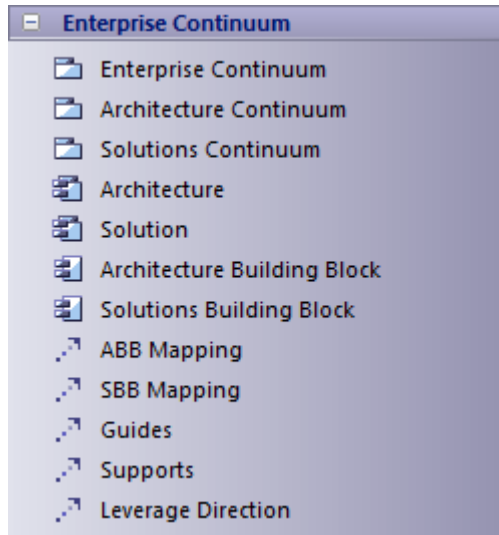 Enterprise Continuum
Enterprise Continuum
Architecture Continuum
Solutions Continuum
Architecture
Solution
Architecture Building Block
Solutions Building Block
ABB Mapping
SBB Mapping
Guides
Supports
Leverage Direction